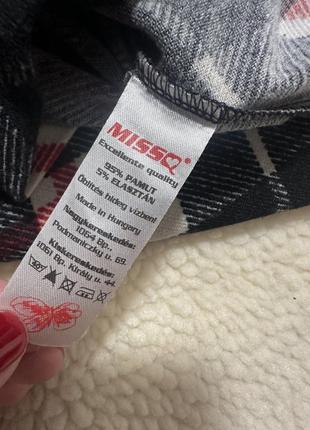 MISSQ
Excellente quality
95% PAMUT
5% ELASZTÁN
Öblítés hideg vízben!
Made in Hungary
Nagykereskedés:
1064 Bp.,
Podmaniczky u. 69.
Kiskereskedés:
1061 Bp. Király u. 44.